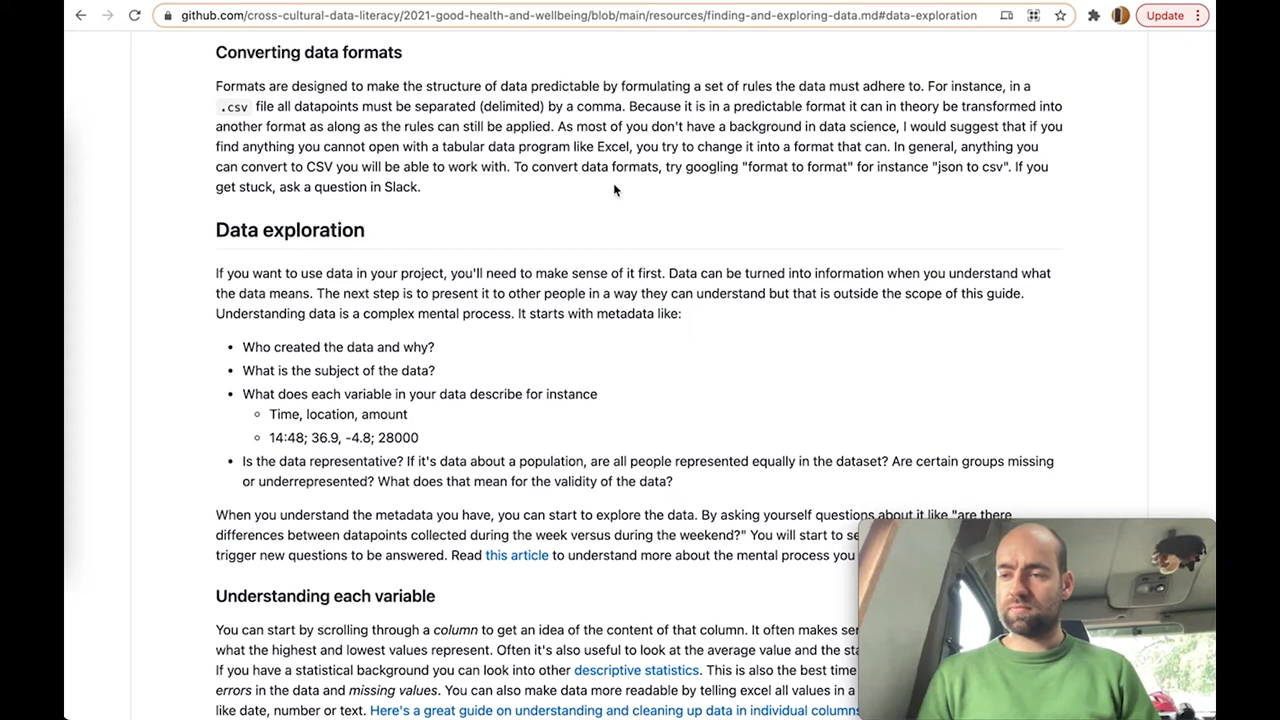 github.com/cross-cultural-data-literacy/2021-good-health-and-wellbeing/blob/main/resources/finding-and-exploring-data.md#data-exploration
Update
Converting data formats
Formats are designed to make the structure of data predictable by formulating a set of rules the data must adhere to. For instance, in a
.csv file all datapoints must be separated (delimited) by a comma. Because it is in a predictable format it can in theory be transformed into
another format as along as the rules can still be applied. As most of you don't have a background in data science, I would suggest that if you
find anything you cannot open with a tabular data program like Excel, you try to change it into a format that can. In general, anything you
can convert to CSV you will be able to work with. To convert data formats, try googling "format to format" for instance "json to csv". If you
get stuck, ask a question in Slack.
Data exploration
If you want to use data in your project, you'll need to make sense of it first. Data can be turned into information when you understand what
the data means. The next step is to present it to other people in a way they can understand but that is outside the scope of this guide.
Understanding data is a complex mental process. It starts with metadata like:
• Who created the data and why?
• What is the subject of the data?
• What does each variable in your data describe for instance
○ Time, location, amount
○ 14:48; 36.9, -4.8; 28000
• Is the data representative? If it's data about a population, are all people represented equally in the dataset? Are certain groups missing
or underrepresented? What does that mean for the validity of the data?
When you understand the metadata you have, you can start to explore the data. By asking yourself questions about it like "are there
differences between datapoints collected during the week versus during the weekend?" You will start to
trigger new questions to be answered. Read this article to understand more about the mental process you
Understanding each variable
You can start by scrolling through a column to get an idea of the content of that column. It often makes
what the highest and lowest values represent. Often it's also useful to look at the average value and the
If you have a statistical background you can look into other descriptive statistics. This is also the best time
errors in the data and missing values. You can also make data more readable by telling excel all values in a
like date, number or text. Here's a great guide on understanding and cleaning up data in individual columns